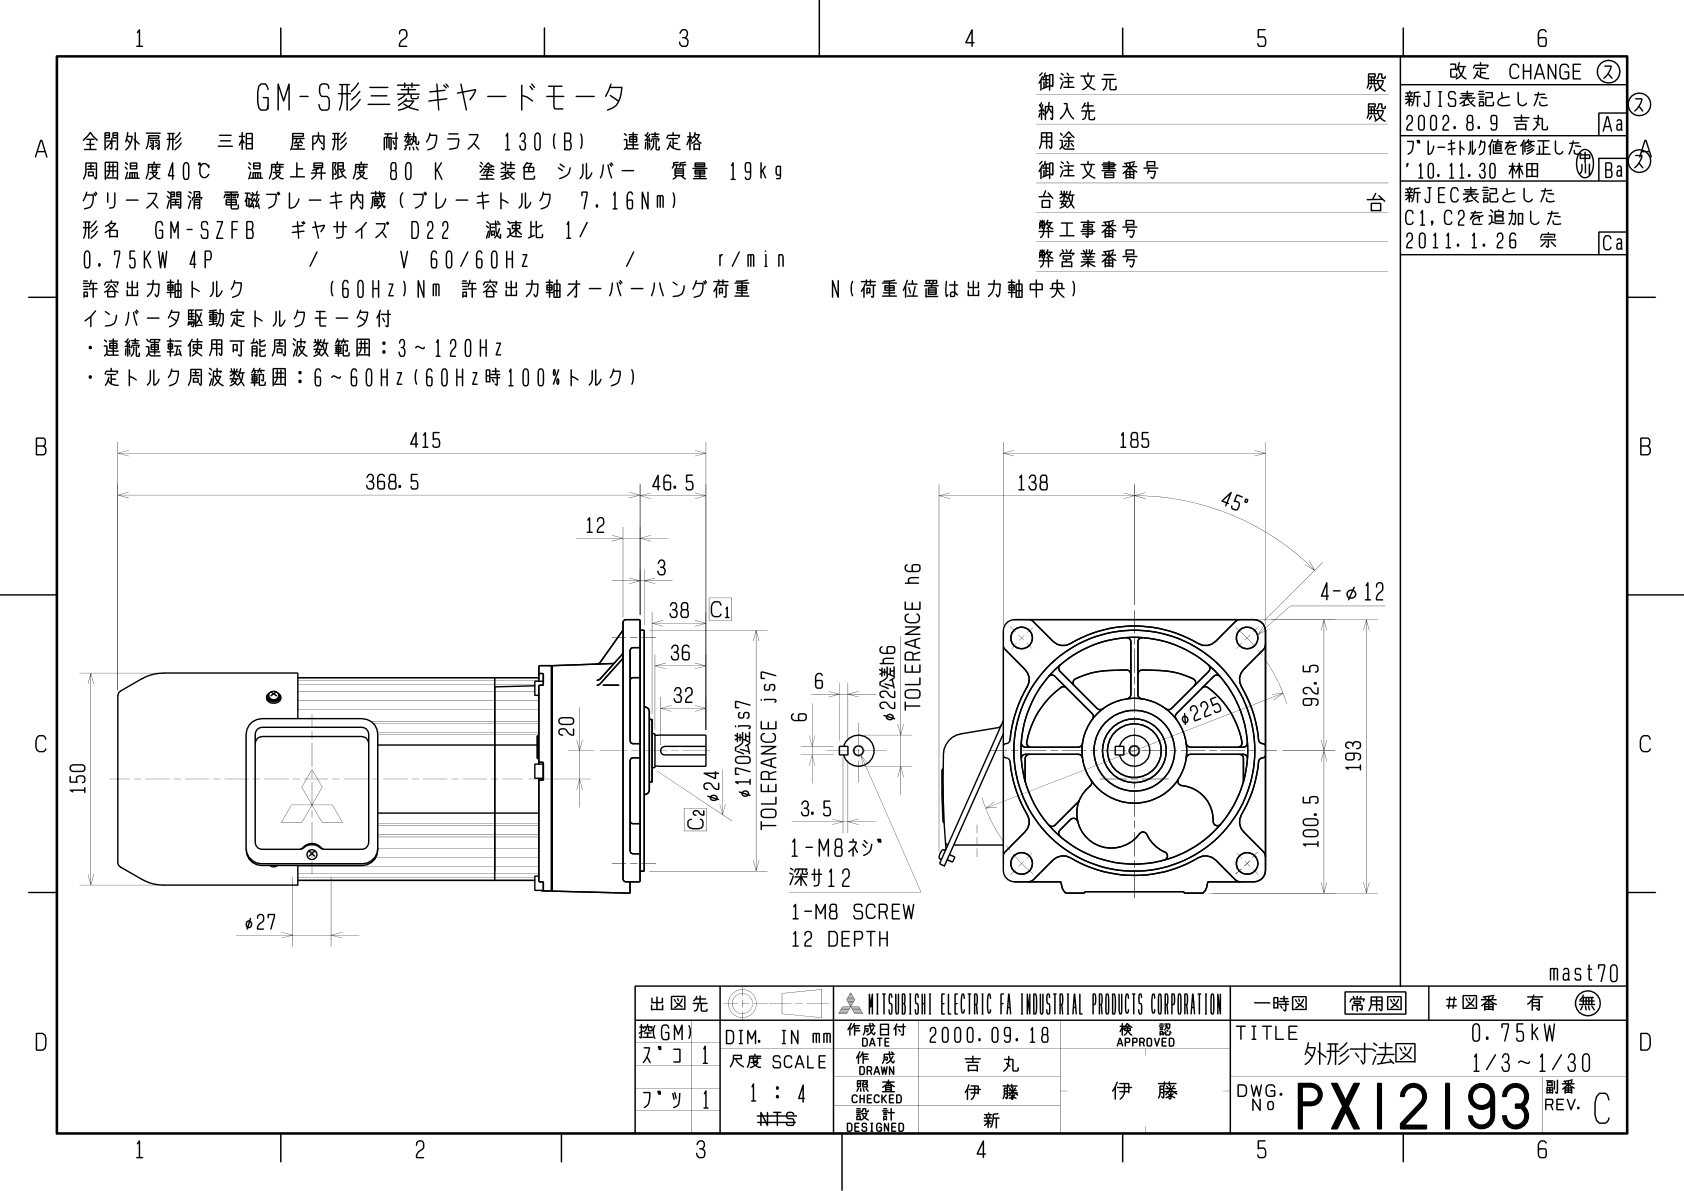 1 2 3 4 5 6
GM-S形三菱ギヤードモータ
全閉外扇形 三相 屋内形 耐熱クラス 130(B) 連続定格
周囲温度40℃ 温度上昇限度 80 K 塗装色 シルバー 質量 19kg
グリース潤滑 電磁ブレーキ内蔵(ブレーキトルク 7.16Nm)
形名 GM-SZFB ギヤサイズ D22 減速比 1/
0.75KW 4P / V 60/60Hz / r/min
許容出力軸トルク (60Hz)Nm 許容出力軸オーバーハング荷重 N(荷重位置は出力軸中央)
インバータ駆動定トルクモータ付
・連続運転使用可能周波数範囲:3~120Hz
・定トルク周波数範囲:6~60Hz(60Hz時100%トルク)
御注文元 殿
納入先 殿
用途
御注文書番号
台数 台
弊工事番号
弊営業番号
改定 CHANGE ス
新JIS表記とした
2002.8.9 吉丸 Aa ス
ブレーキトルク値を修正した
'10.11.30 林田 Ba ス
新JEC表記とした
C1,C2を追加した
2011.1.26 宗 Ca
A A
B B
C C
D D
415
368.5 46.5
12
3
38 C1
36
32
20
150
φ27
φ24
C2
φ170公差js7
TOLERANCE js7
6
6
3.5
φ22公差h6
TOLERANCE h6
1-M8ネジ
深サ12
1-M8 SCREW
12 DEPTH
185
138
45°
4-φ12
φ225
92.5
193
100.5
mast70
出図先
控(GM)
ズコ 1
ブツ 1
DIM. IN mm
尺度 SCALE
1 : 4
NTS
MITSUBISHI ELECTRIC FA INDUSTRIAL PRODUCTS CORPORATION
作成日付 DATE 2000.09.18
作成 DRAWN 吉丸
照査 CHECKED 伊藤
設計 DESIGNED 新
検認 APPROVED
伊藤
一時図 常用図 #図番 有 無
TITLE 外形寸法図
0.75kW
1/3~1/30
DWG. No PX12193
副番 REV. C
1 2 3 4 5 6